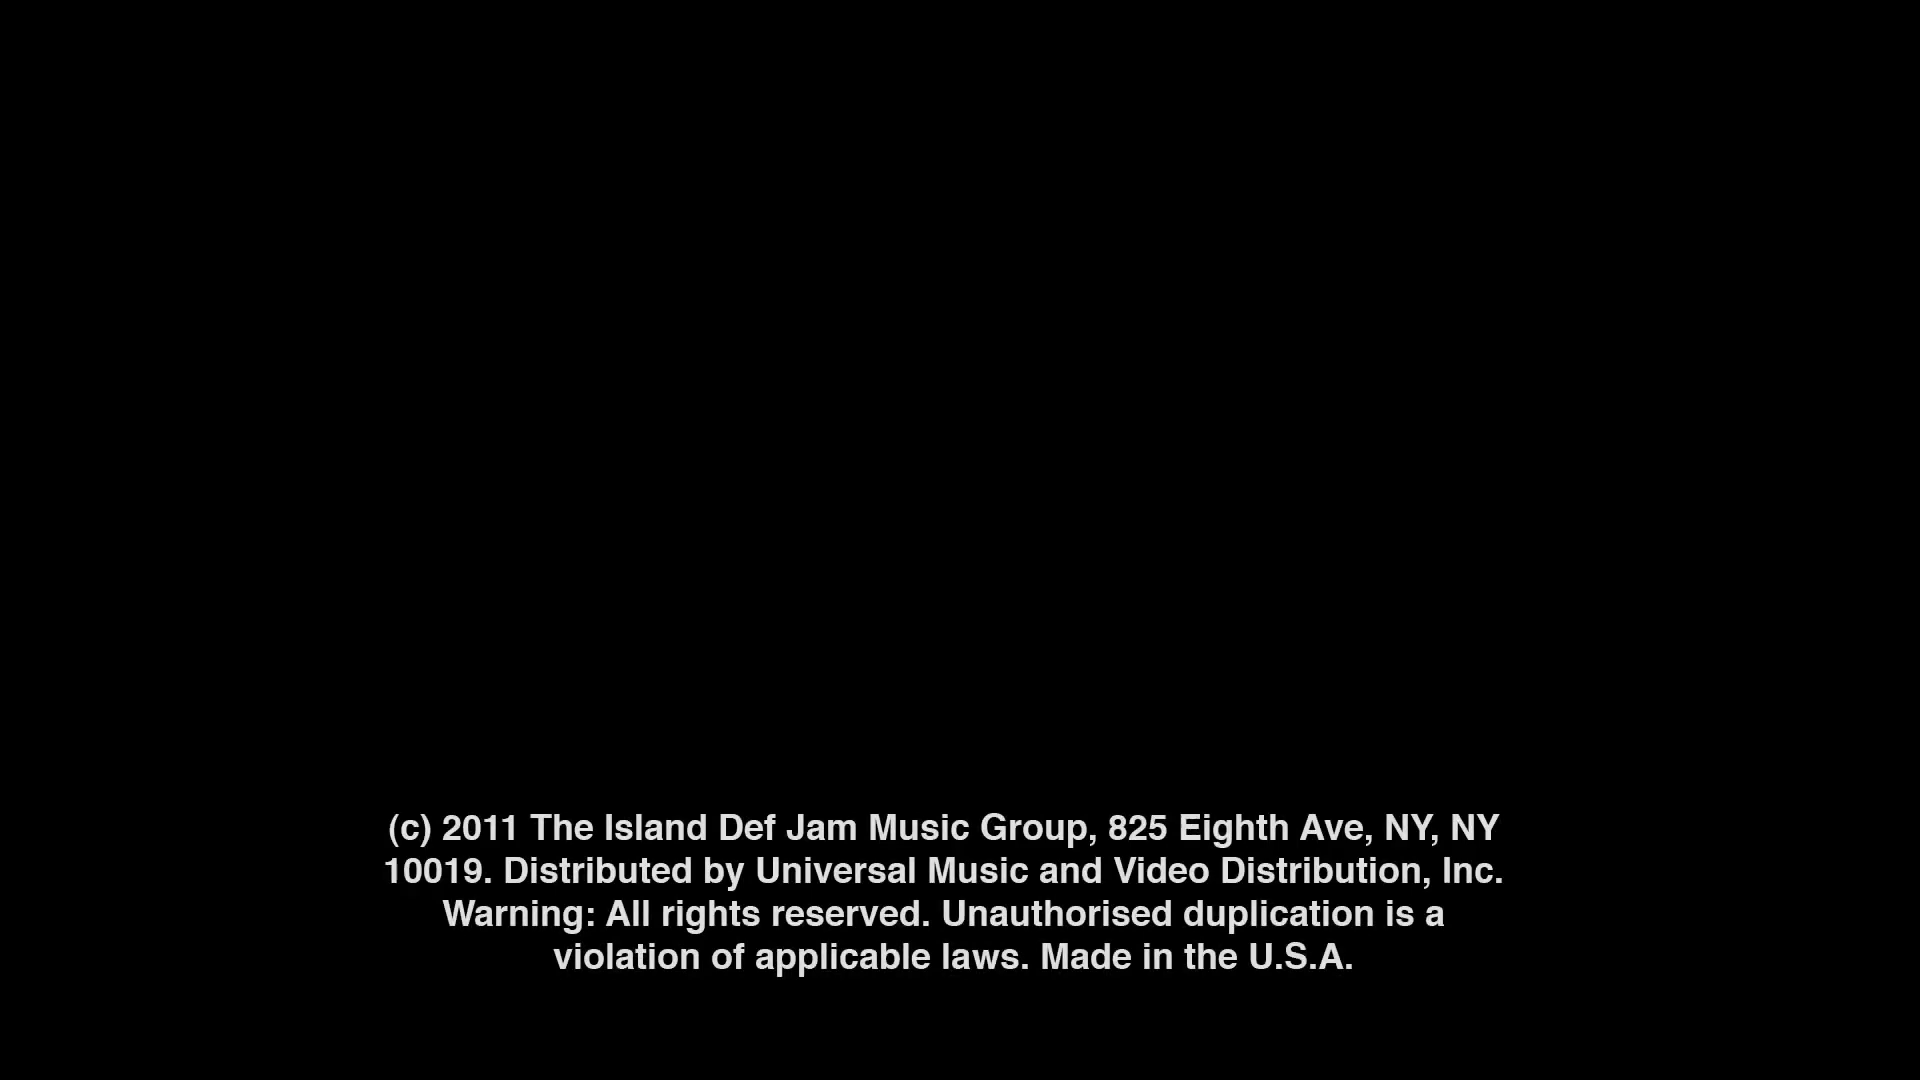 (c) 2011 The Island Def Jam Music Group, 825 Eighth Ave, NY, NY
10019. Distributed by Universal Music and Video Distribution, Inc.
Warning: All rights reserved. Unauthorised duplication is a
violation of applicable laws. Made in the U.S.A.